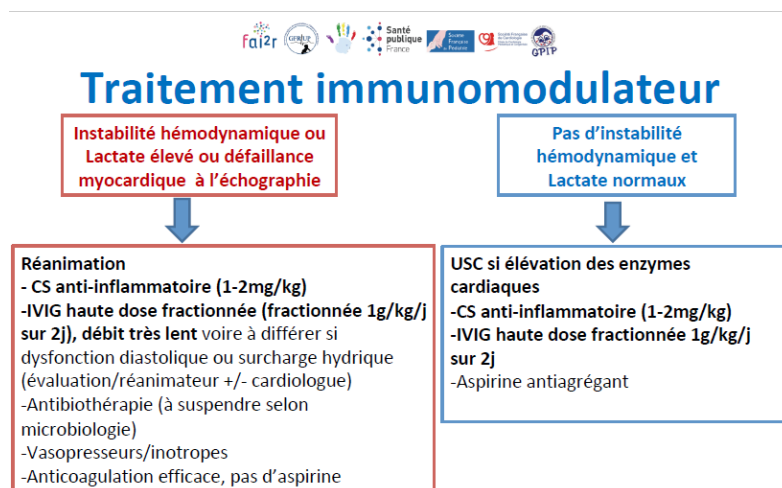 fai2r
Santé
publique
France
GPIP
Traitement immunomodulateur
Instabilité hémodynamique ou
Lactate élevé ou défaillance
myocardique à l'échographie
Pas d'instabilité
hémodynamique et
Lactate normaux
Réanimation
- CS anti-inflammatoire (1-2mg/kg)
-IVIG haute dose fractionnée (fractionnée 1g/kg/j
sur 2j), débit très lent voire à différer si
dysfonction diastolique ou surcharge hydrique
(évaluation/réanimateur +/- cardiologue)
-Antibiothérapie (à suspendre selon
microbiologie)
-Vasopresseurs/inotropes
-Anticoagulation efficace, pas d'aspirine
USC si élévation des enzymes
cardiaques
-CS anti-inflammatoire (1-2mg/kg)
-IVIG haute dose fractionnée 1g/kg/j
sur 2j
-Aspirine antiagrégant